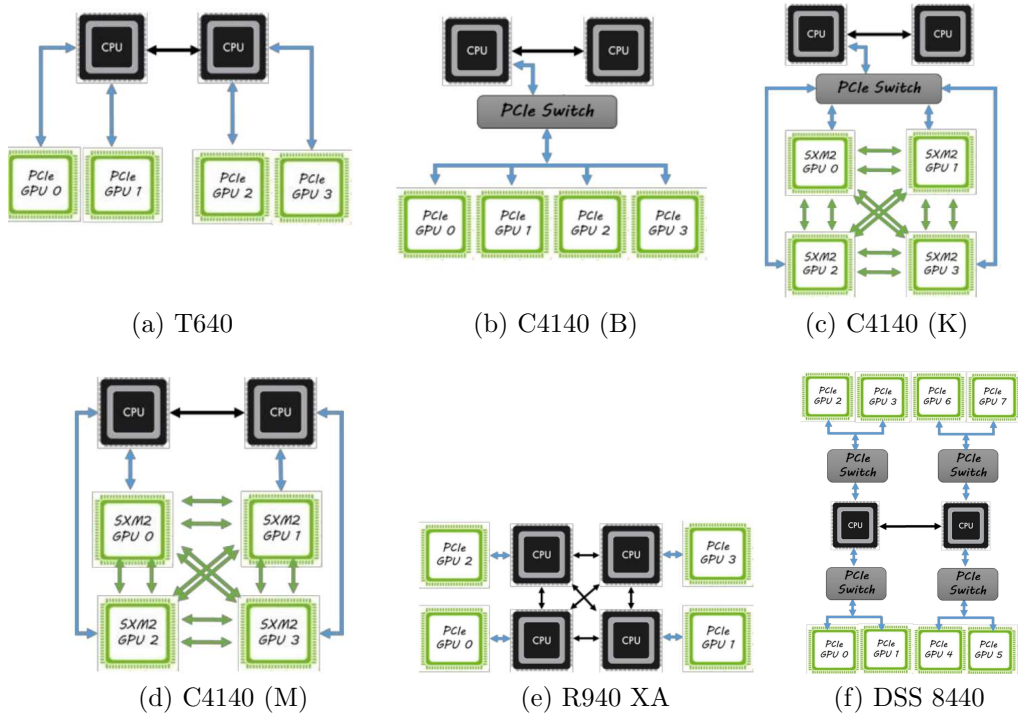 CPU
CPU
PCIe
GPU 0
PCIe
GPU 1
PCIe
GPU 2
PCIe
GPU 3
(a) T640
CPU
CPU
PCIe Switch
PCIe
GPU 0
PCIe
GPU 1
PCIe
GPU 2
PCIe
GPU 3
(b) C4140 (B)
CPU
CPU
PCIe Switch
SXM2
GPU 0
SXM2
GPU 1
SXM2
GPU 2
SXM2
GPU 3
(c) C4140 (K)
CPU
CPU
SXM2
GPU 0
SXM2
GPU 1
SXM2
GPU 2
SXM2
GPU 3
(d) C4140 (M)
PCIe
GPU 2
CPU
CPU
PCIe
GPU 3
PCIe
GPU 0
CPU
CPU
PCIe
GPU 1
(e) R940 XA
PCIe
GPU 2
PCIe
GPU 3
PCIe
GPU 6
PCIe
GPU 7
PCIe
Switch
PCIe
Switch
CPU
CPU
PCIe
Switch
PCIe
Switch
PCIe
GPU 0
PCIe
GPU 1
PCIe
GPU 4
PCIe
GPU 5
(f) DSS 8440